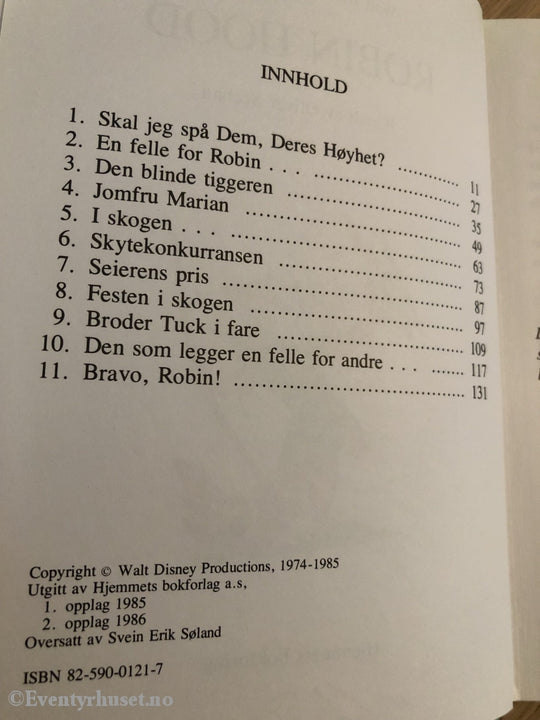 INNHOLD
1. Skal jeg spå Dem, Deres Høyhet? ............ 11
2. En felle for Robin . . . .................... 27
3. Den blinde tiggeren .................... 35
4. Jomfru Marian .................... 49
5. I skogen . . . .................... 63
6. Skytekonkurransen .................... 73
7. Seierens pris .................... 87
8. Festen i skogen .................... 97
9. Broder Tuck i fare .................... 109
10. Den som legger en felle for andre . . . ....... 117
11. Bravo, Robin! .................... 131
Copyright © Walt Disney Productions, 1974-1985
Utgitt av Hjemmets bokforlag a.s,
1. opplag 1985
2. opplag 1986
Oversatt av Svein Erik Søland
ISBN 82-590-0121-7
©Eventyrhuset.no